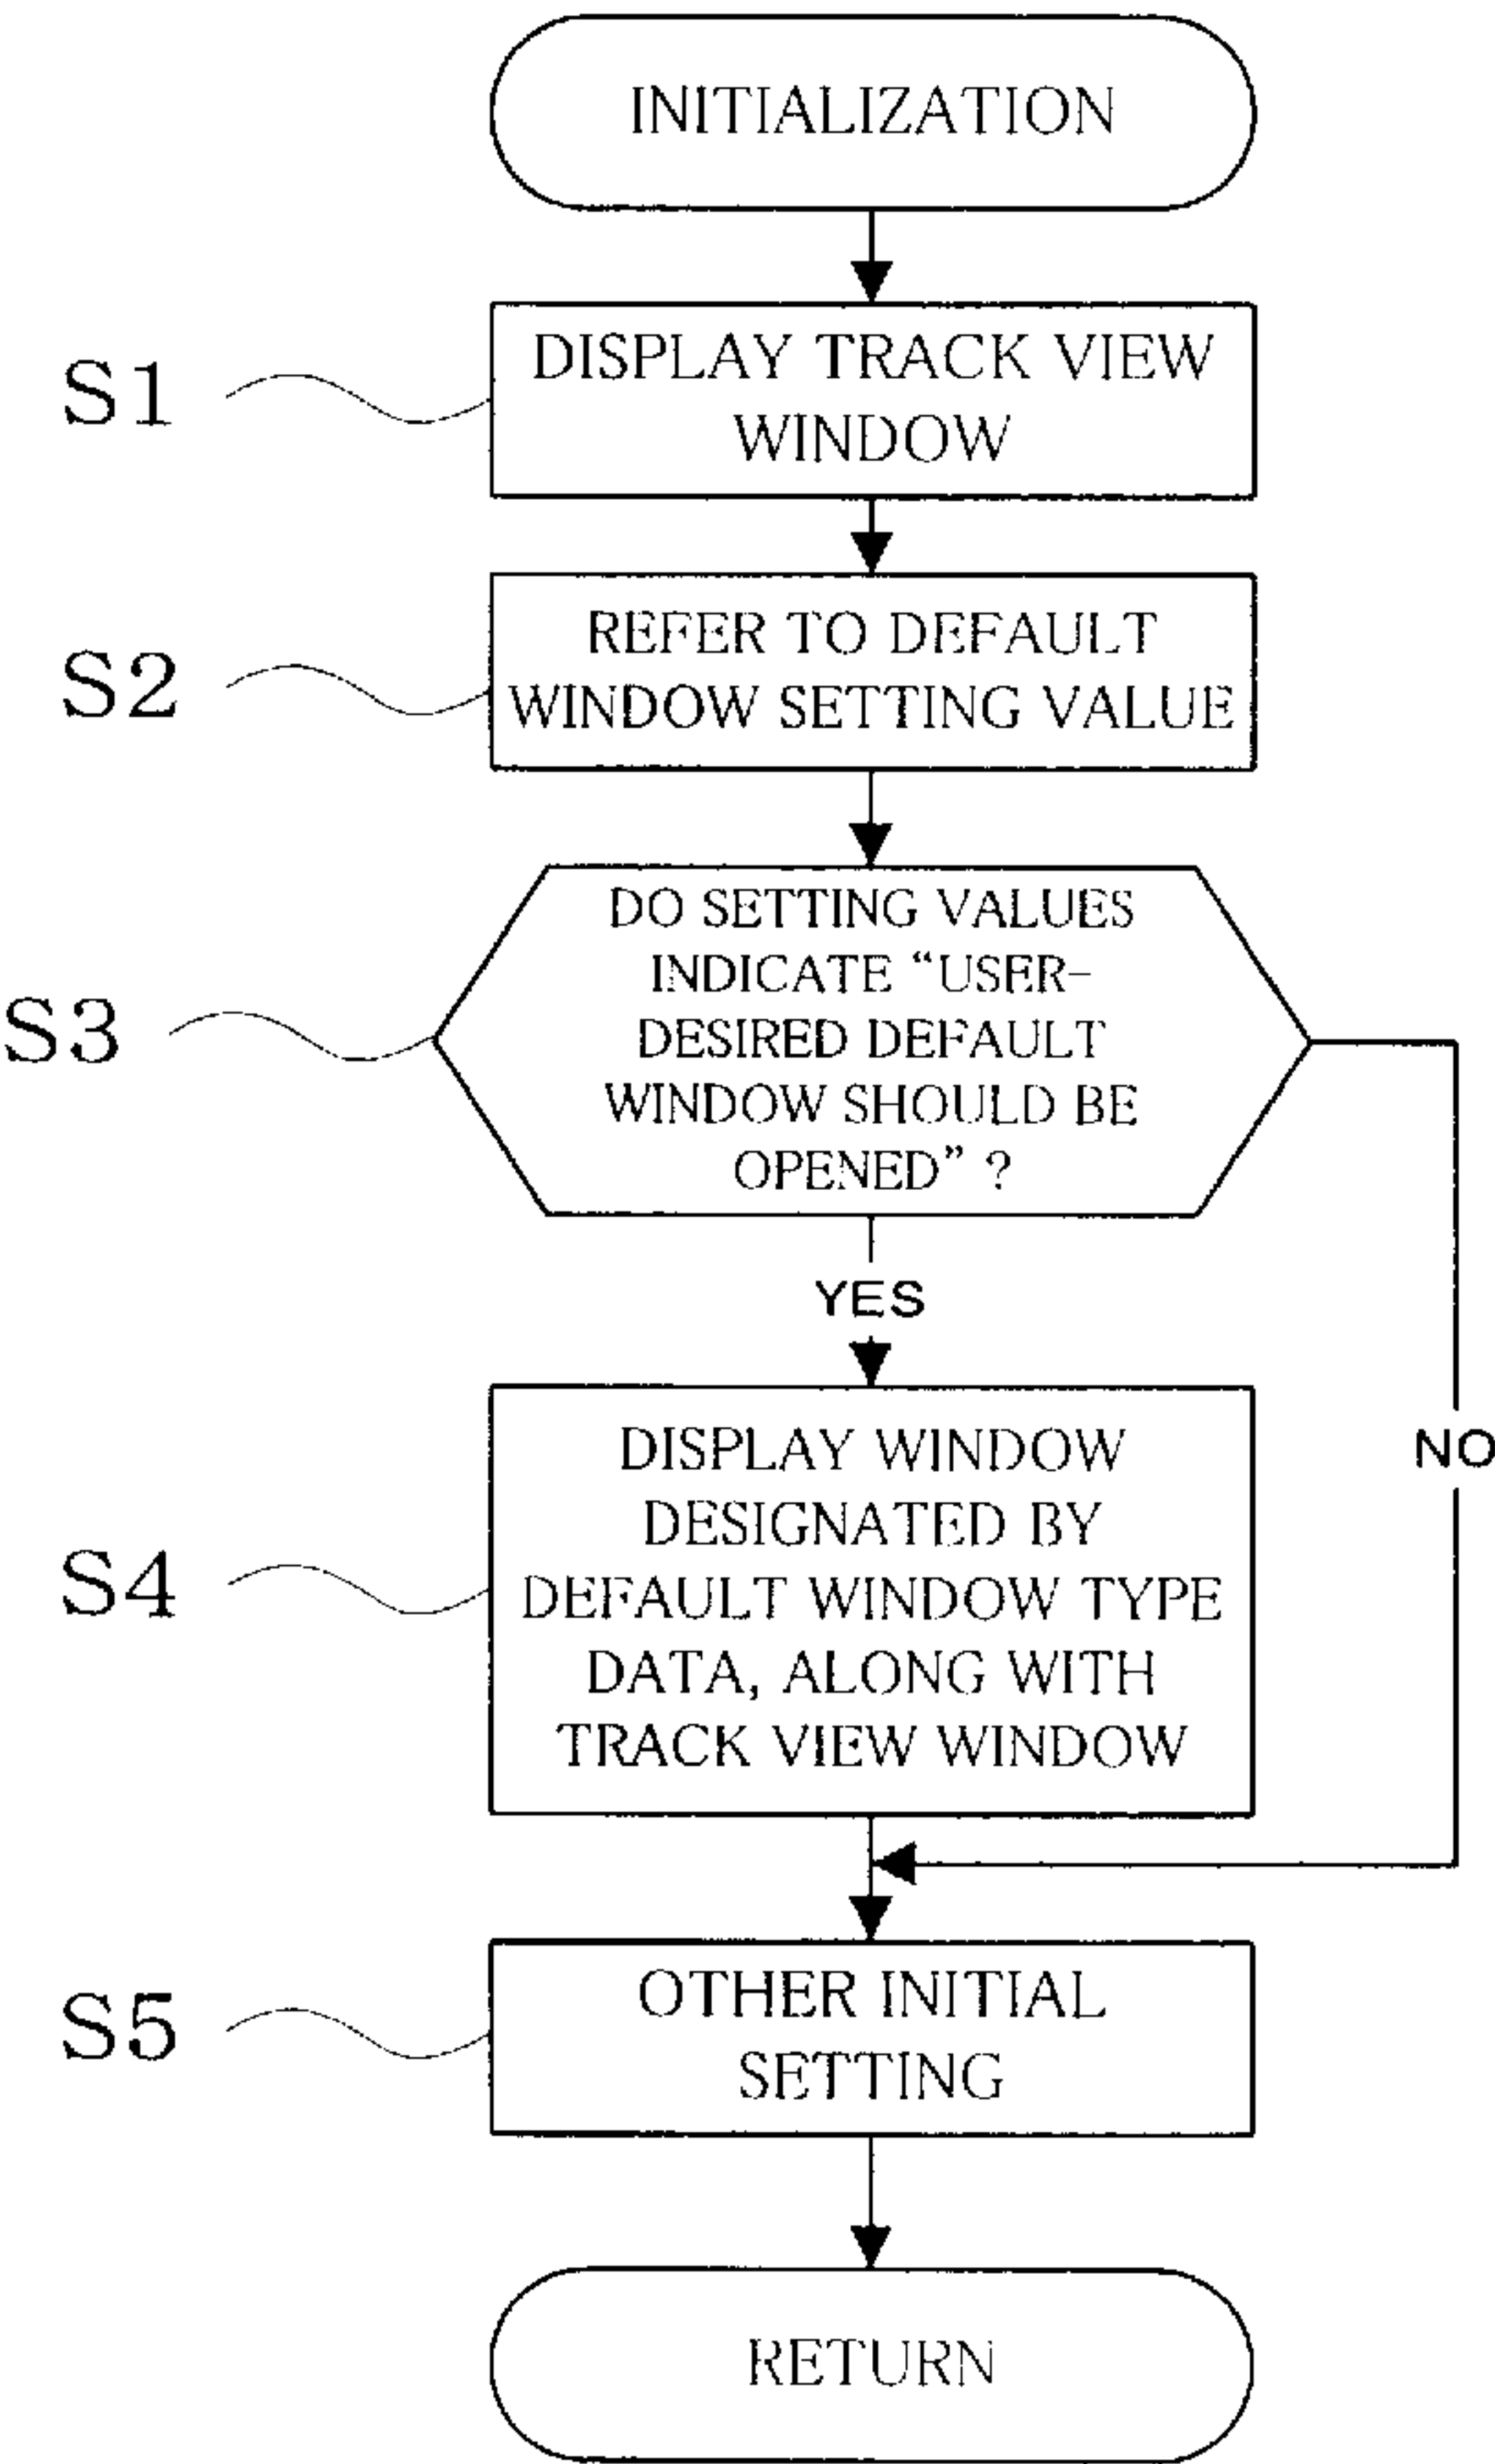 INITIALIZATION
S1
DISPLAY TRACK VIEW
WINDOW
S2
REFER TO DEFAULT
WINDOW SETTING VALUE
S3
DO SETTING VALUES
INDICATE “USER-
DESIRED DEFAULT
WINDOW SHOULD BE
OPENED” ?
YES
NO
S4
DISPLAY WINDOW
DESIGNATED BY
DEFAULT WINDOW TYPE
DATA, ALONG WITH
TRACK VIEW WINDOW
S5
OTHER INITIAL
SETTING
RETURN